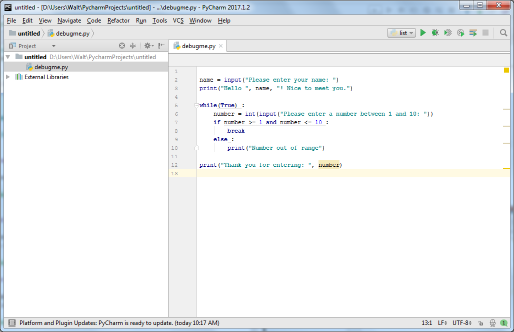 untitled - [D:\Users\Walt\PycharmProjects\untitled] - ...\debugme.py - PyCharm 2017.1.2
File Edit View Navigate Code Refactor Run Tools VCS Window Help
untitled debugme.py list
Project debugme.py
untitled D:\Users\Walt\PycharmProjects\untitled
debugme.py
External Libraries
1
2 name = input("Please enter your name: ")
3 print("Hello ", name, "! Nice to meet you.")
4
5 while(True) :
6 number = int(input("Please enter a number between 1 and 10: "))
7 if number >= 1 and number <= 10 :
8 break
9 else :
10 print("Number out of range")
11
12 print("Thank you for entering: ", number)
13
Platform and Plugin Updates: PyCharm is ready to update. (today 10:17 AM) 13:1 LF÷ UTF-8÷ 1